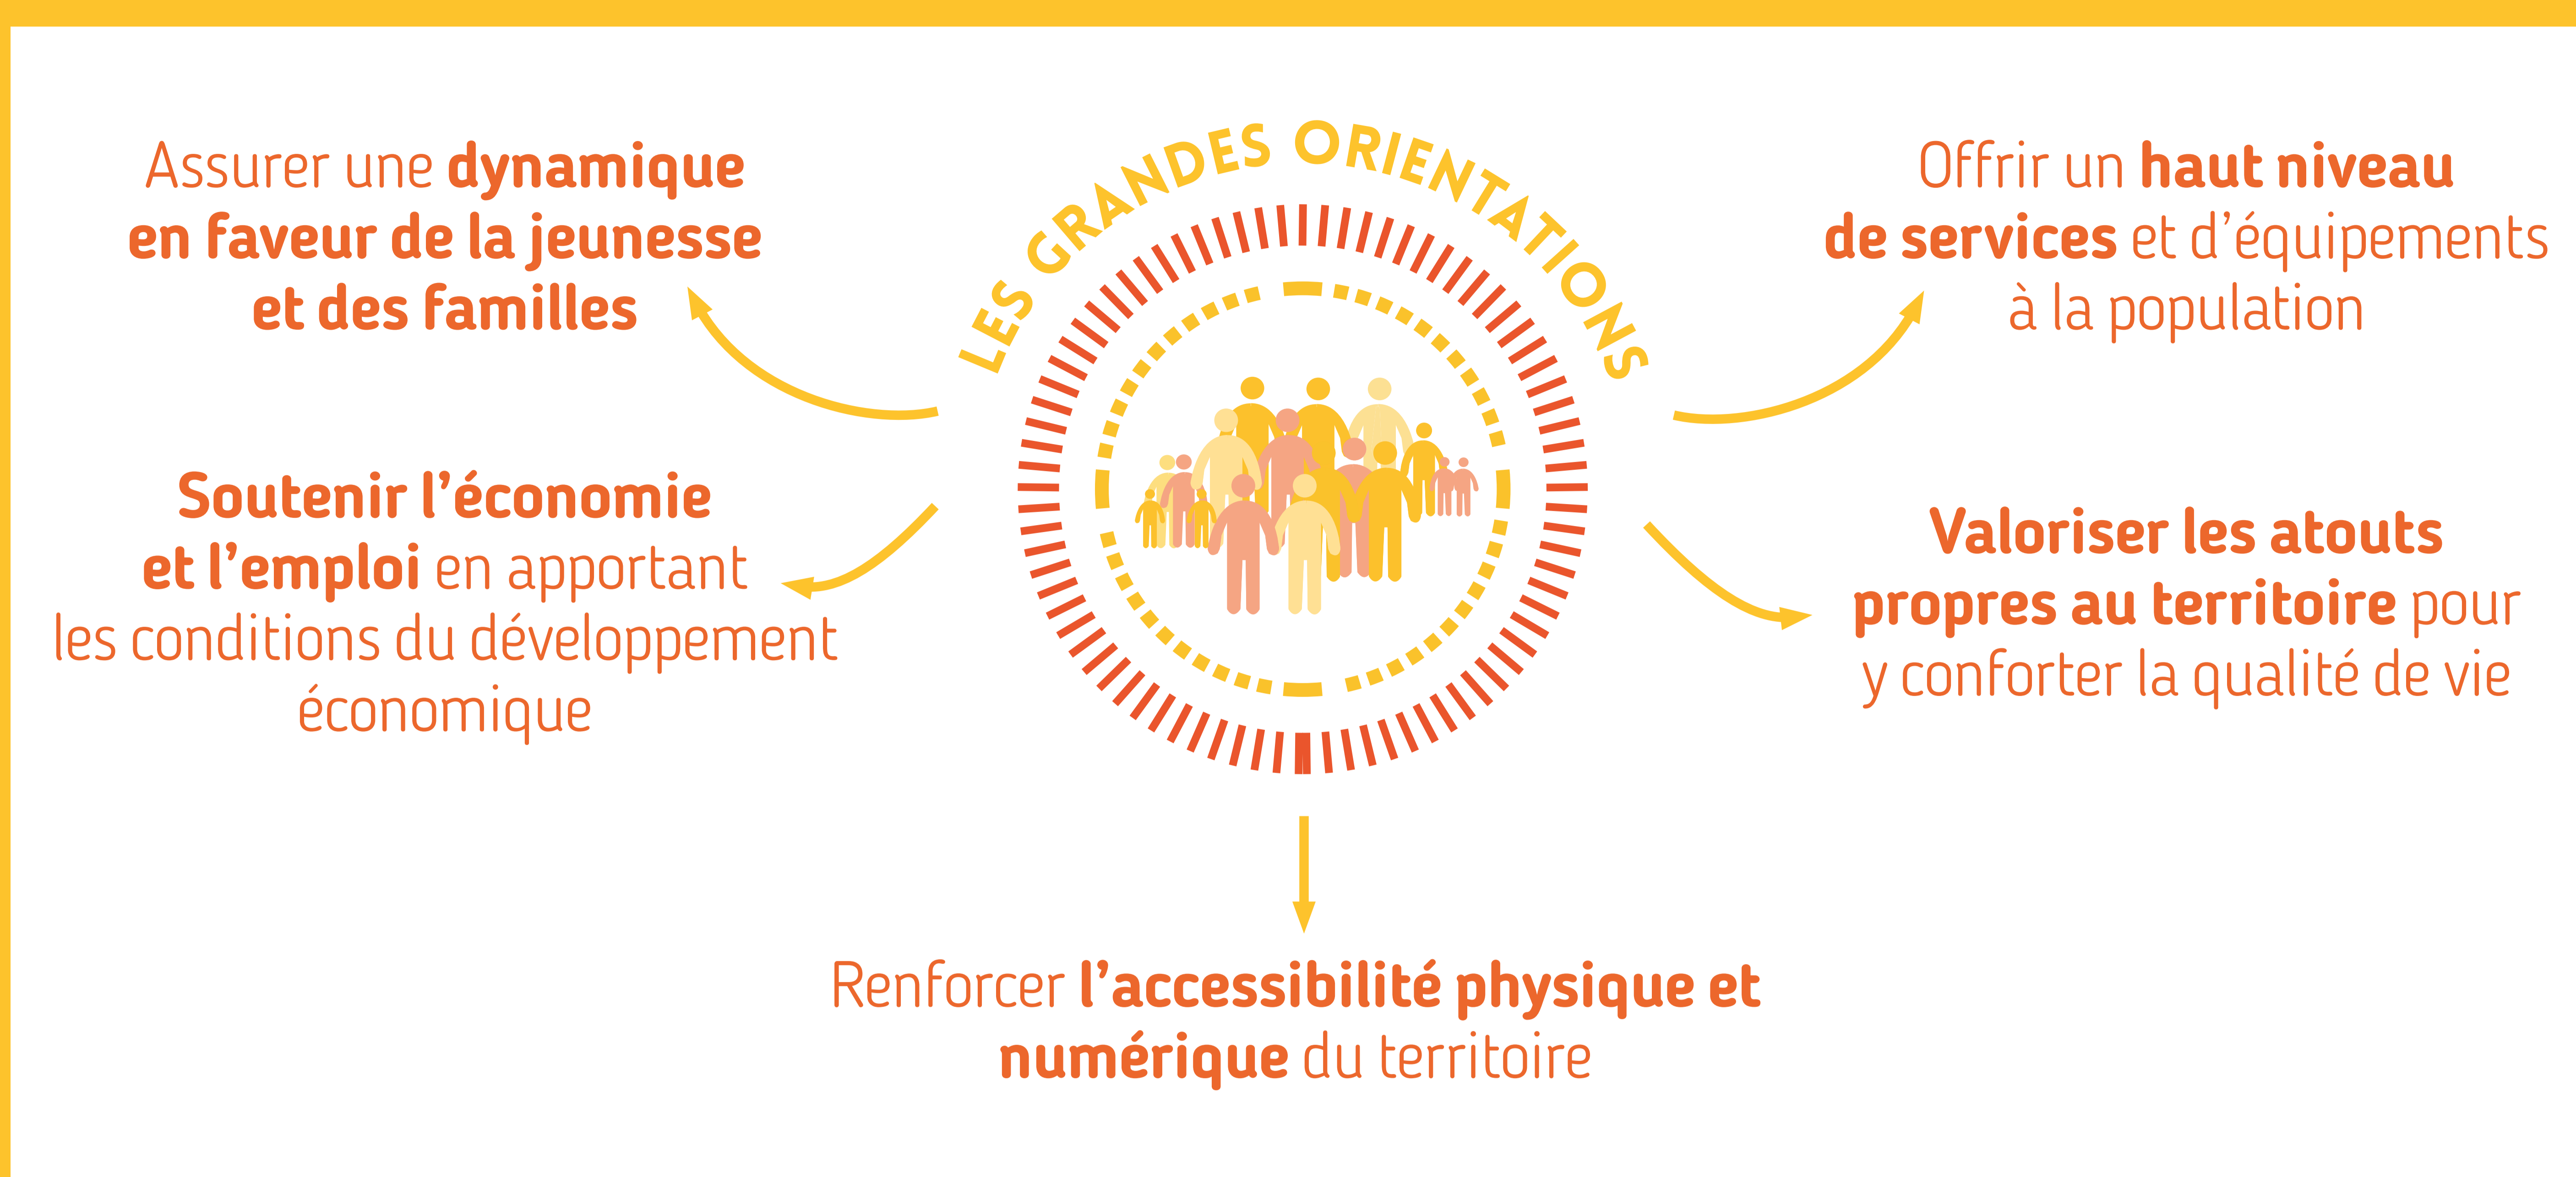 LES GRANDES ORIENTATIONS
Assurer une dynamique
en faveur de la jeunesse
et des familles
Offrir un haut niveau
de services et d’équipements
à la population
Soutenir l’économie
et l’emploi en apportant
les conditions du développement
économique
Valoriser les atouts
propres au territoire pour
y conforter la qualité de vie
Renforcer l’accessibilité physique et
numérique du territoire